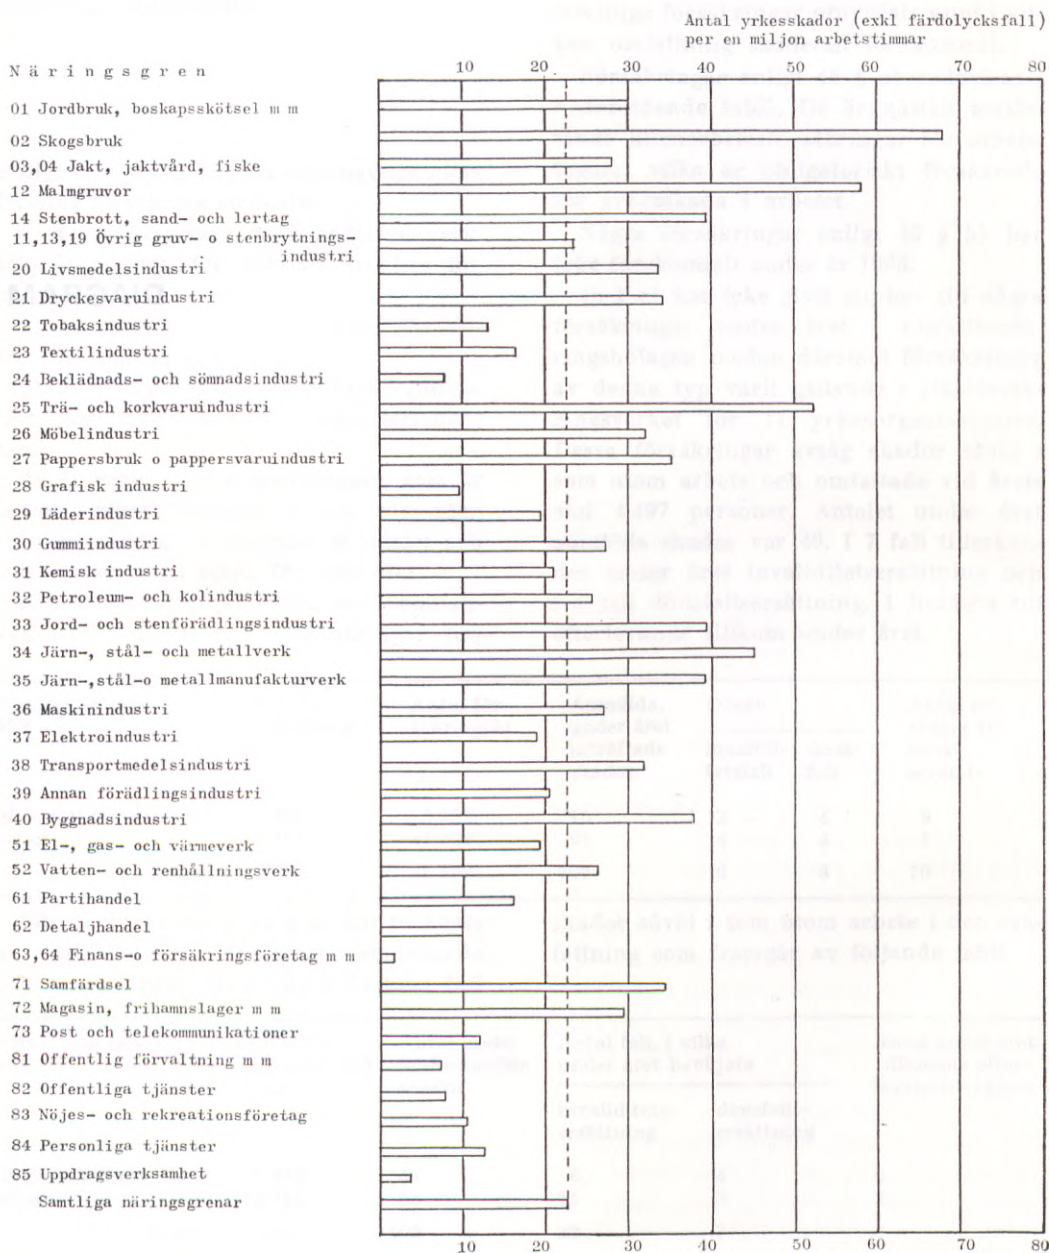 Antal yrkesskador (exkl färdolycksfall)
per en miljon arbetstimmar
Näringsgren
10 20 30 40 50 60 70 80
01 Jordbruk, boskapsskötsel m m
02 Skogsbruk
03,04 Jakt, jaktvård, fiske
12 Malmgruvor
14 Stenbrott, sand- och lertag
11,13,19 Övrig gruv- o stenbrytnings-
industri
20 Livsmedelsindustri
21 Dryckesvaruindustri
22 Tobaksindustri
23 Textilindustri
24 Beklädnads- och sömnadsindustri
25 Trä- och korkvaruindustri
26 Möbelindustri
27 Pappersbruk o pappersvaruindustri
28 Grafisk industri
29 Läderindustri
30 Gummiindustri
31 Kemisk industri
32 Petroleum- och kolindustri
33 Jord- och stenförädlingsindustri
34 Järn-, stål- och metallverk
35 Järn-,stål-o metallmanufakturverk
36 Maskinindustri
37 Elektroindustri
38 Transportmedelsindustri
39 Annan förädlingsindustri
40 Byggnadsindustri
51 El-, gas- och värmeverk
52 Vatten- och renhållningsverk
61 Partihandel
62 Detaljhandel
63,64 Finans-o försäkringsföretag m m
71 Samfärdsel
72 Magasin, frihamnslager m m
73 Post och telekommunikationer
81 Offentlig förvaltning m m
82 Offentliga tjänster
83 Nöjes- och rekreationsföretag
84 Personliga tjänster
85 Uppdragsverksamhet
Samtliga näringsgrenar
10 20 30 40 50 60 70 80